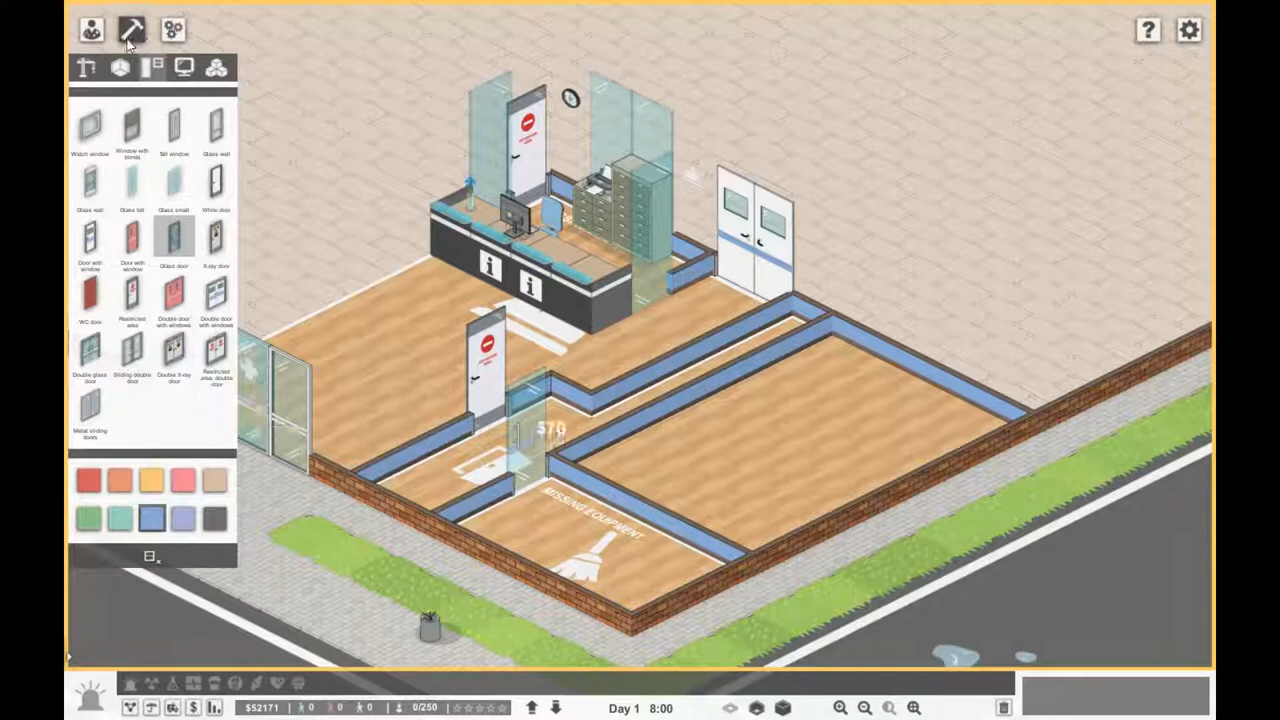 Watch window
Window with blinds
Tall window
Glass wall
Glass wall
Glass tall
Glass small
White door
Door with window
Door with window
Glass door
X-ray door
WC door
Restricted area
Double door with windows
Double door with windows
Double glass door
Sliding double door
Double X-ray door
Restricted area, double door
Metal sliding doors
i
i
MISSING EQUIPMENT
?
$
$52171
0
0
0
0/250
Day 1 8:00